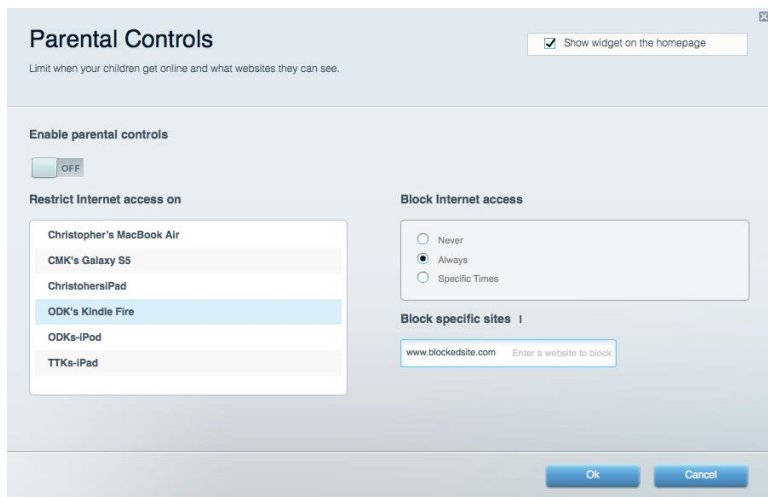 Parental Controls
Show widget on the homepage
Limit when your children get online and what websites they can see.
Enable parental controls
OFF
Restrict Internet access on
Christopher's MacBook Air
CMK's Galaxy S5
ChristohersiPad
ODK's Kindle Fire
ODKs-iPod
TTKs-iPad
Block Internet access
Never
Always
Specific Times
Block specific sites I
www.blockedsite.com Enter a website to block
Ok Cancel